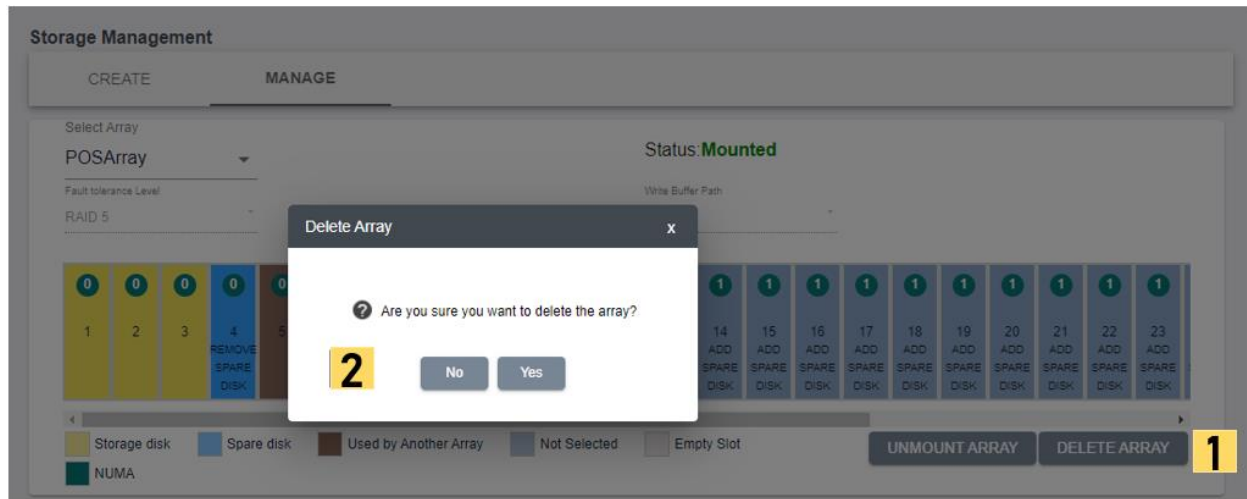 Storage Management
CREATE MANAGE
Select Array
POSArray
Status:Mounted
Fault tolerance Level
Write Buffer Path
RAID 5
Delete Array x
0 0 0 0 0 1 1 1 1 1 1 1 1 1 1
1 2 3 4 5 14 15 16 17 18 19 20 21 22 23
REMOVE ADD ADD ADD ADD ADD ADD ADD ADD ADD ADD
SPARE SPARE SPARE SPARE SPARE SPARE SPARE SPARE SPARE SPARE SPARE
DISK DISK DISK DISK DISK DISK DISK DISK DISK DISK DISK
Are you sure you want to delete the array?
2 No Yes
Storage disk Spare disk Used by Another Array Not Selected Empty Slot
NUMA
UNMOUNT ARRAY DELETE ARRAY 1